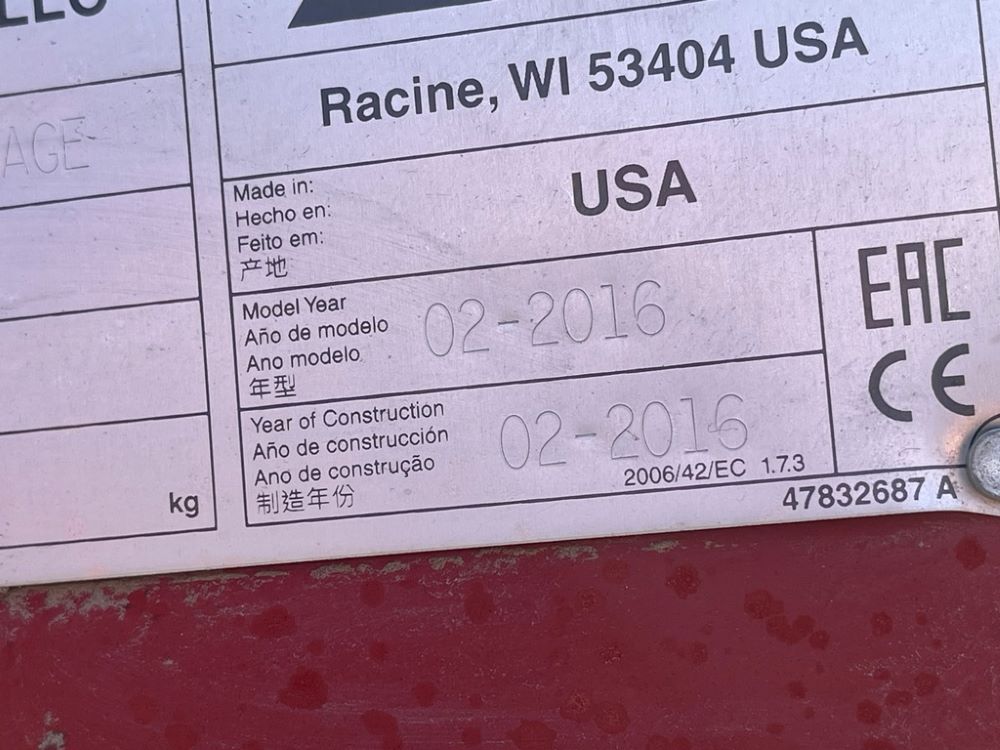 AGE
kg
Racine, WI 53404 USA
Made in:
Hecho en:
Feito em:
产地
USA
Model Year
Año de modelo
Ano modelo
年型
02-2016
Year of Construction
Año de construcción
Ano de construção
制造年份
02-2016
2006/42/EC 1.7.3
EAC
CE
47832687 A